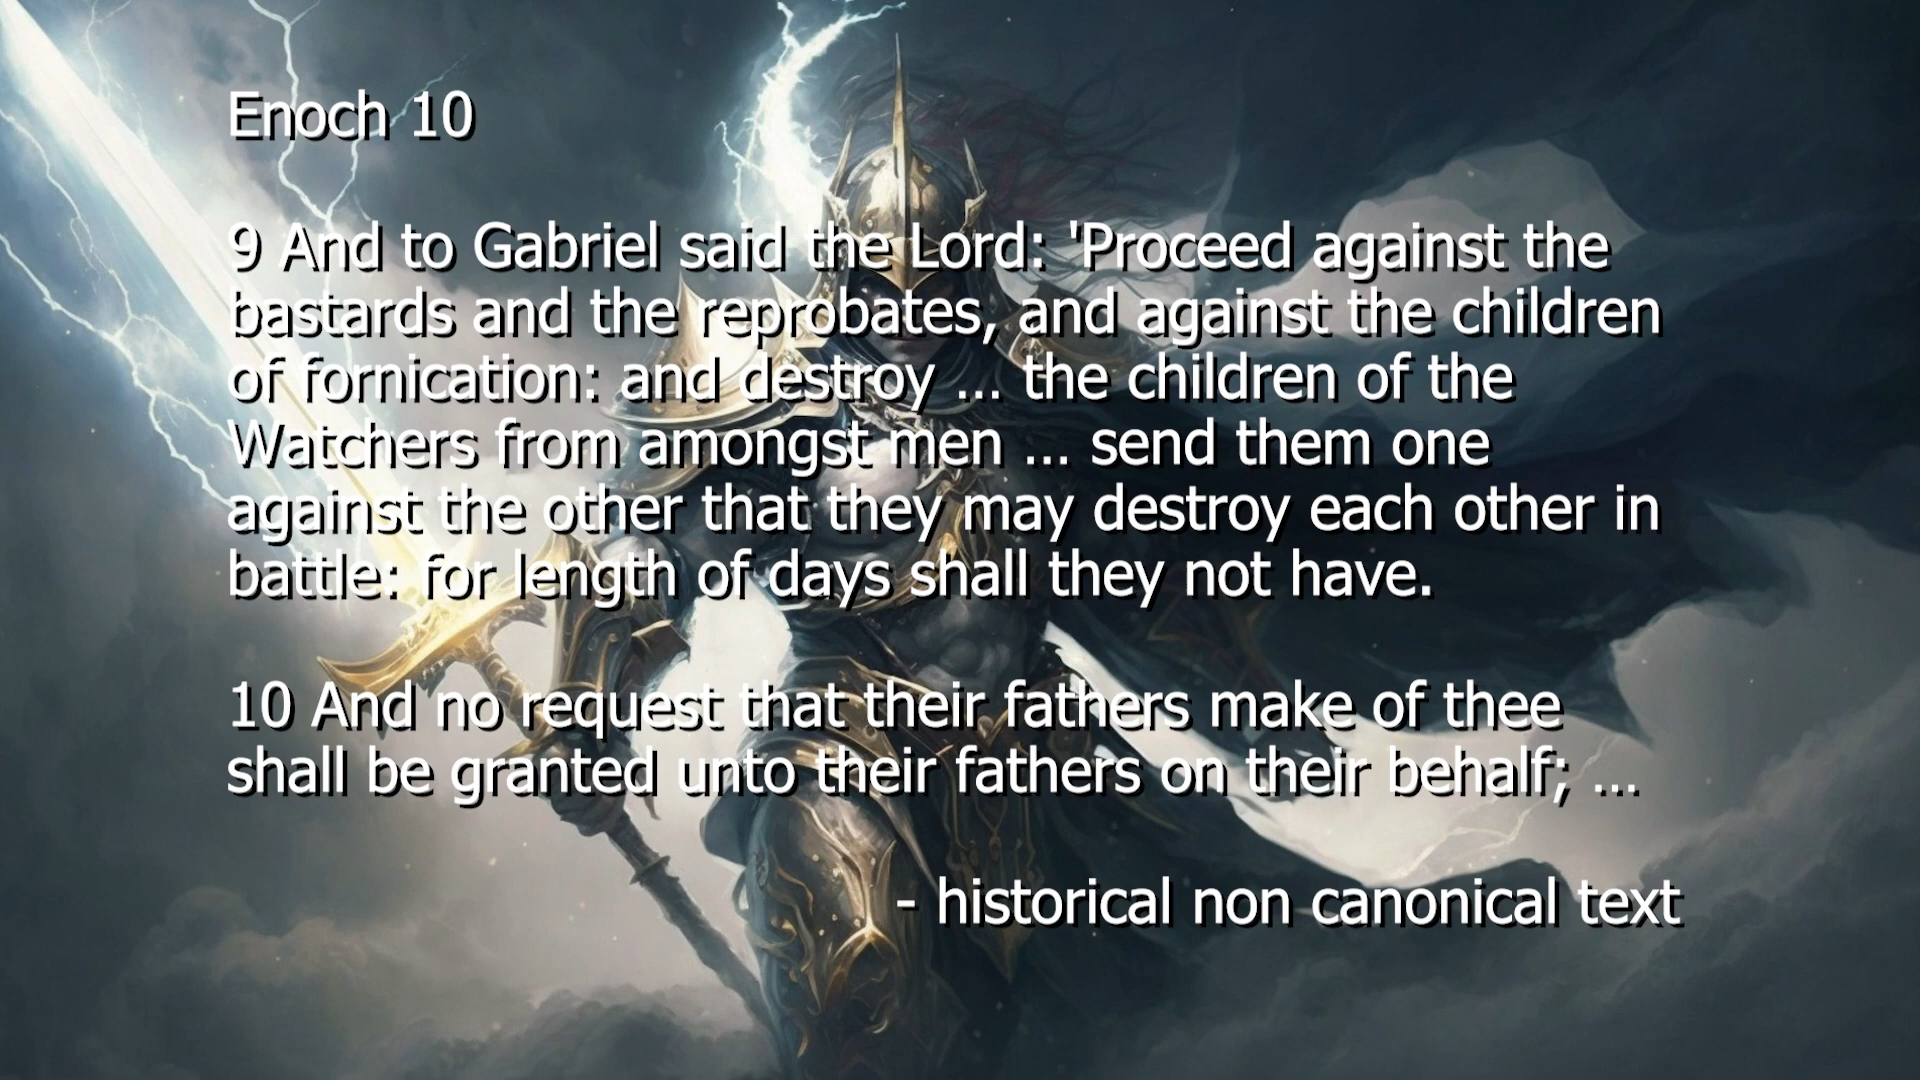 Enoch 10
9 And to Gabriel said the Lord: 'Proceed against the
bastards and the reprobates, and against the children
of fornication: and destroy ... the children of the
Watchers from amongst men ... send them one
against the other that they may destroy each other in
battle: for length of days shall they not have.
10 And no request that their fathers make of thee
shall be granted unto their fathers on their behalf; ...
- historical non canonical text